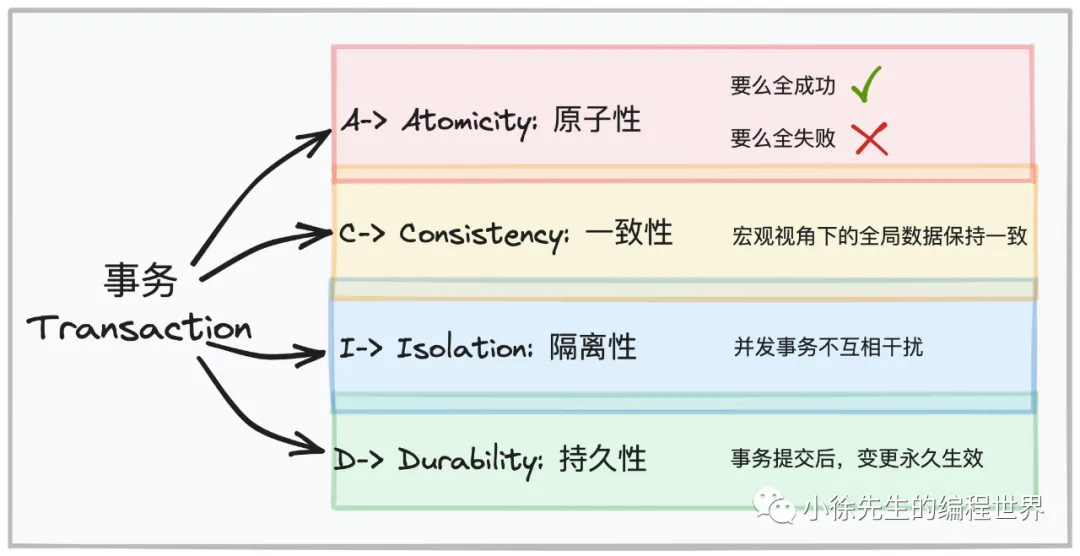 事务
Transaction
A-> Atomicity: 原子性
要么全成功
要么全失败
C-> Consistency: 一致性
宏观视角下的全局数据保持一致
I-> Isolation: 隔离性
并发事务不互相干扰
D-> Durability: 持久性
事务提交后，变更永久生效
小徐先生的编程世界